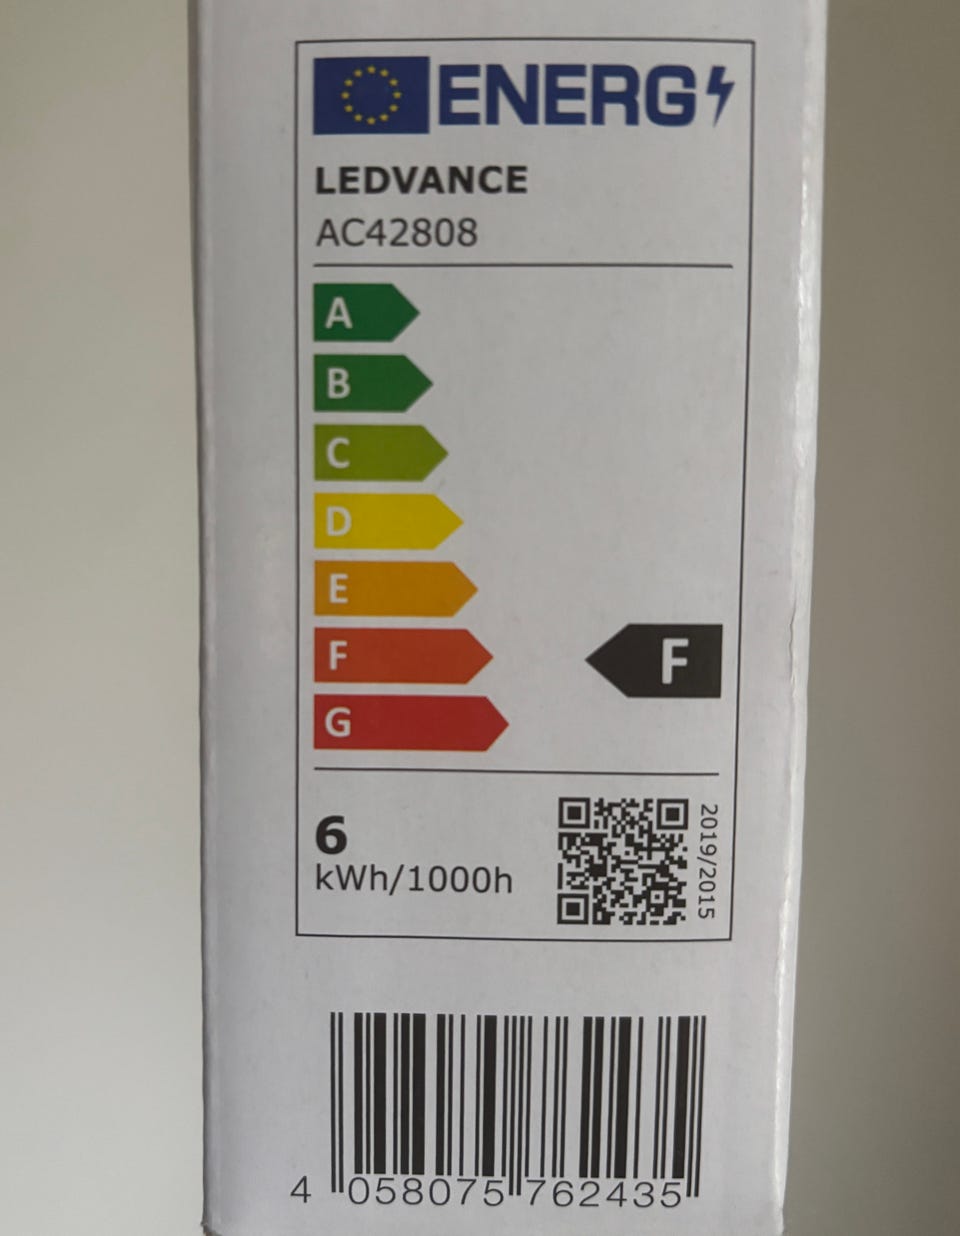 ENERG
LEDVANCE
AC42808
A
B
C
D
E
F
F
G
6
kWh/1000h
2019/2015
4 058075 762435